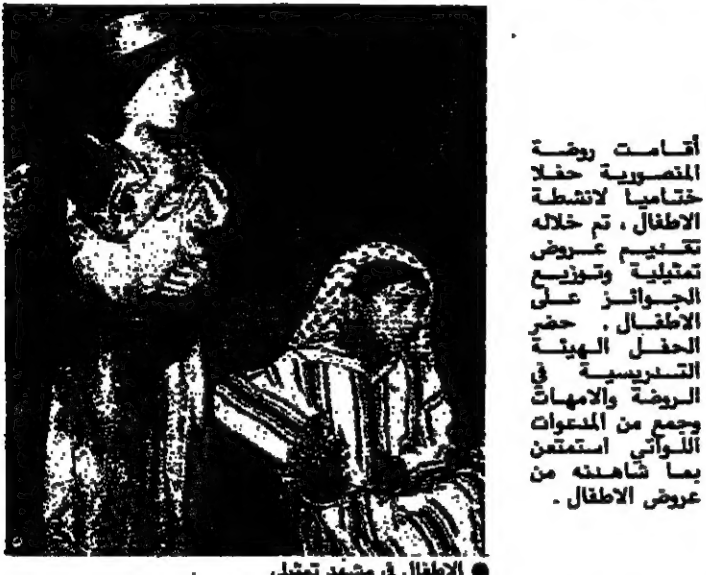 أقامت روضة
المنصورية حفلا
ختاميا لانشطة
الاطفال ، تم خلاله
تقديم عروض
تمثيلية وتوزيع
الجوائز على
الاطفال . حضر
الحفل الهيئة
التدريسية في
الروضة والامهات
وجمع من المدعوات
اللواتي استمتعن
بما شاهدنه من
عروض الاطفال .
● الاطفال في مشهد تمثيلي